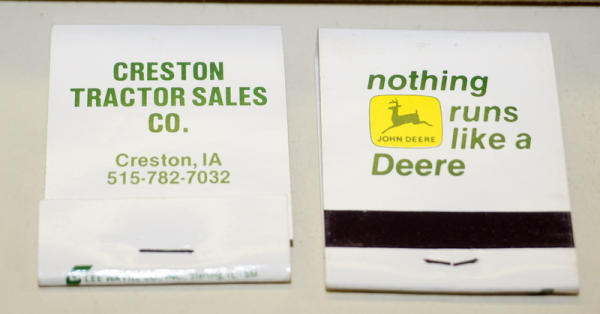 CRESTON
TRACTOR SALES
CO.
Creston, IA
515-782-7032
nothing
JOHN DEERE
runs
like a
Deere